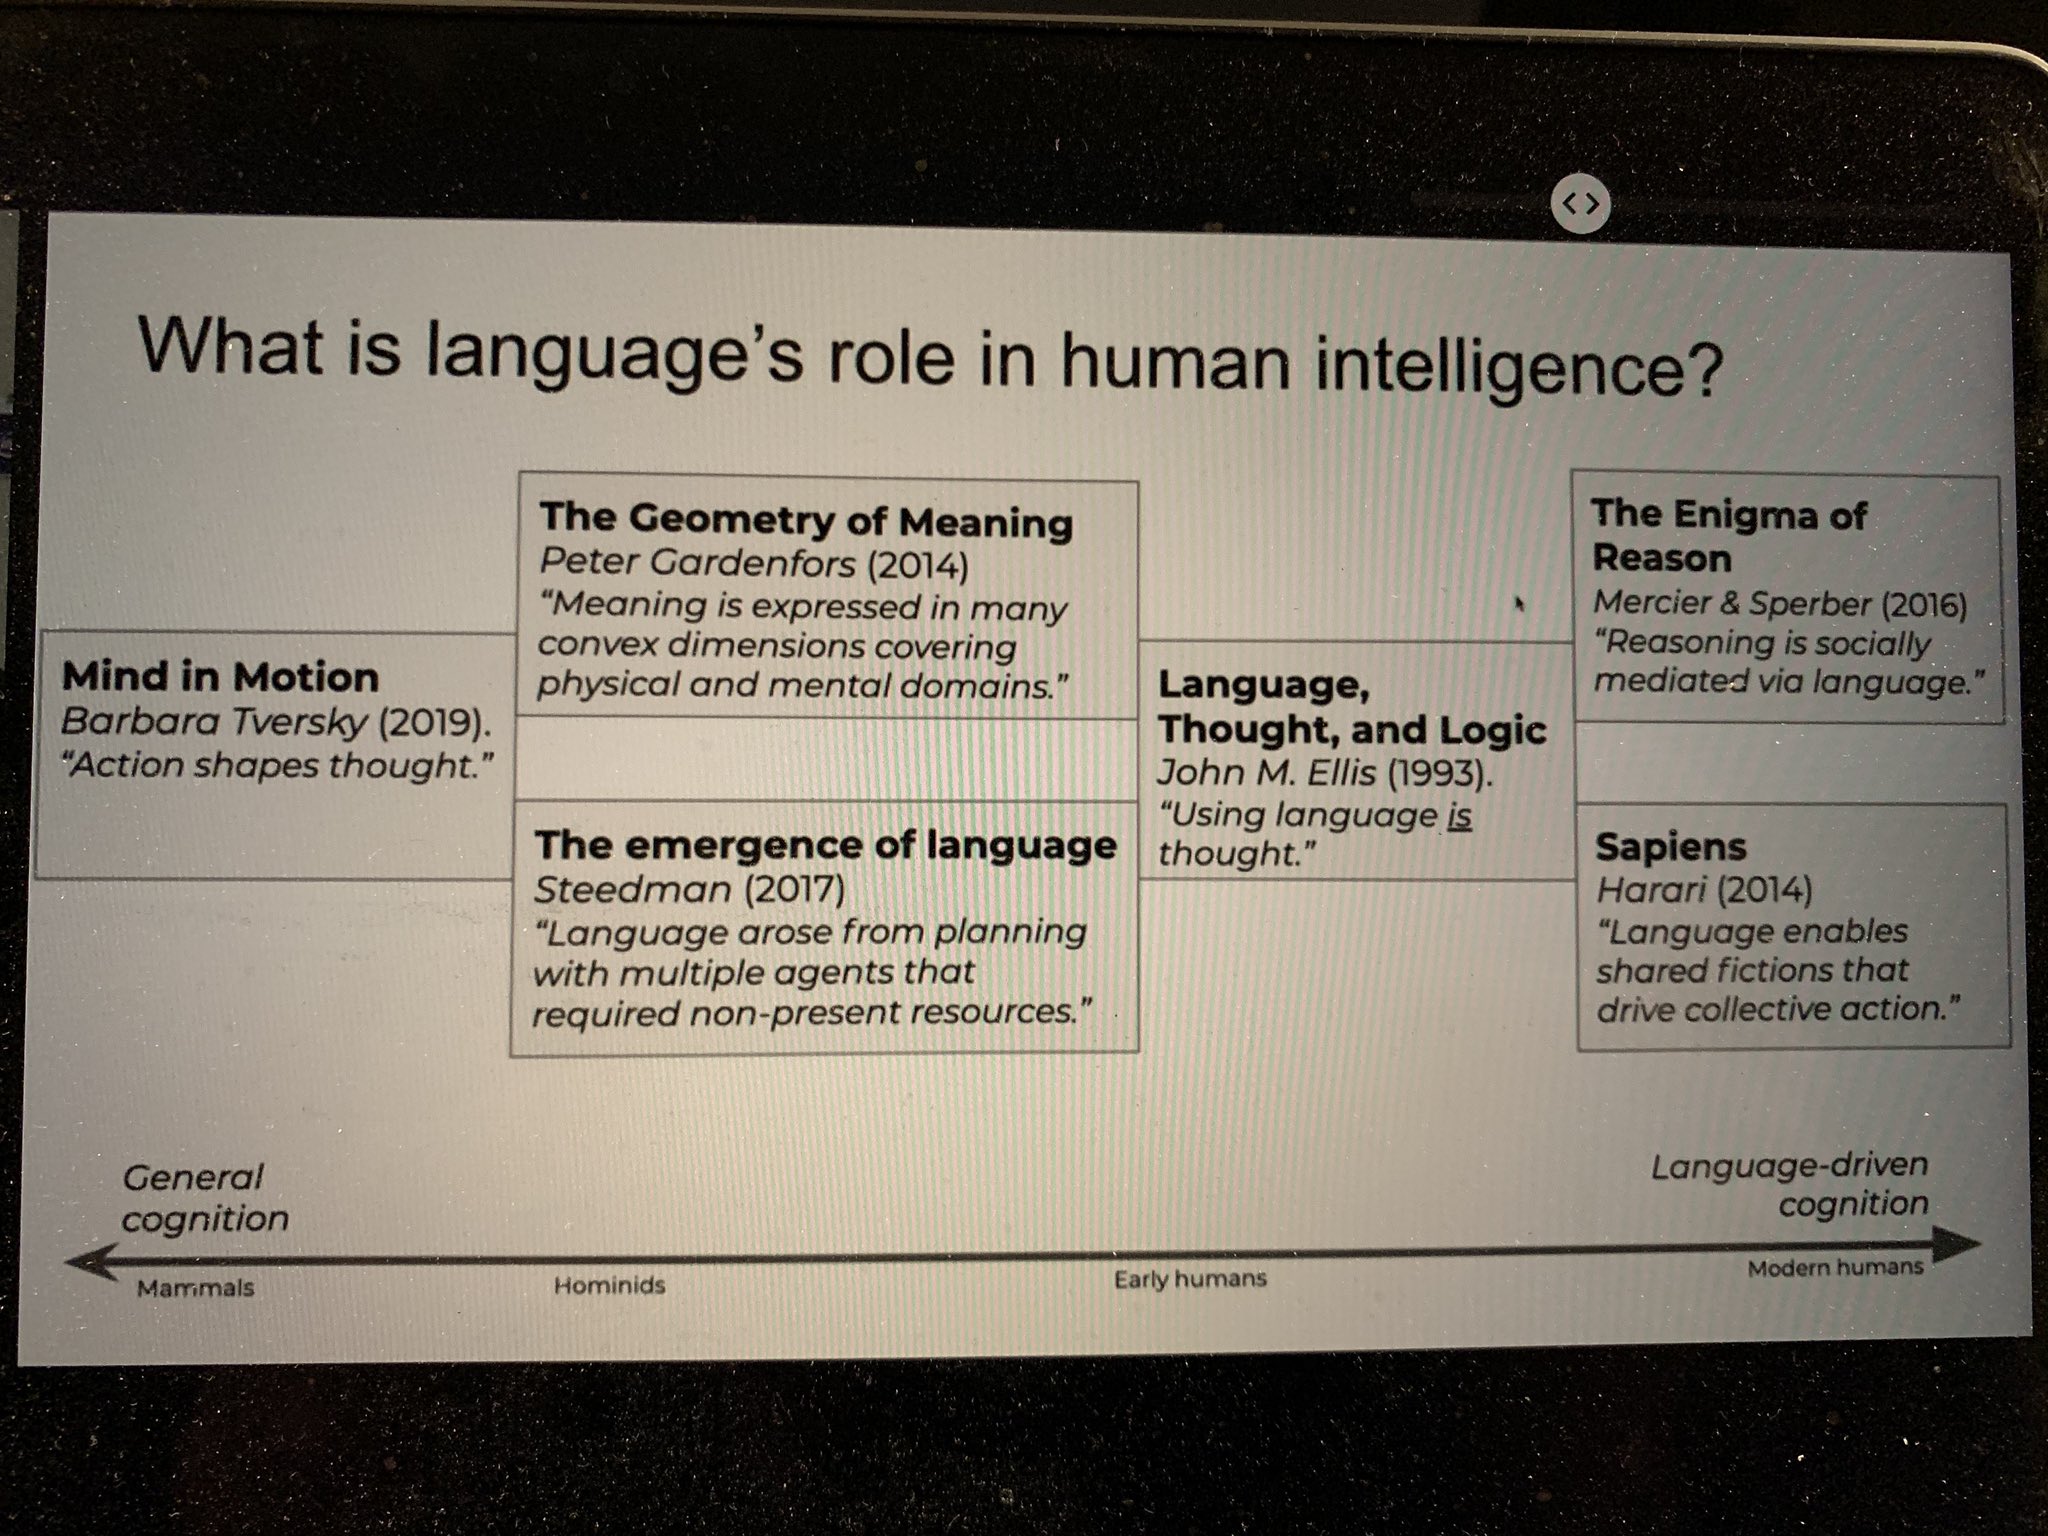 What is language's role in human intelligence?
Mind in Motion
Barbara Tversky (2019).
“Action shapes thought.”
The Geometry of Meaning
Peter Gardenfors (2014)
“Meaning is expressed in many
convex dimensions covering
physical and mental domains.”
The emergence of language
Steedman (2017)
“Language arose from planning
with multiple agents that
required non-present resources.”
Language,
Thought, and Logic
John M. Ellis (1993).
“Using language is
thought.”
The Enigma of
Reason
Mercier & Sperber (2016)
“Reasoning is socially
mediated via language.”
Sapiens
Harari (2014)
“Language enables
shared fictions that
drive collective action.”
General
cognition
Language-driven
cognition
Mammals
Hominids
Early humans
Modern humans